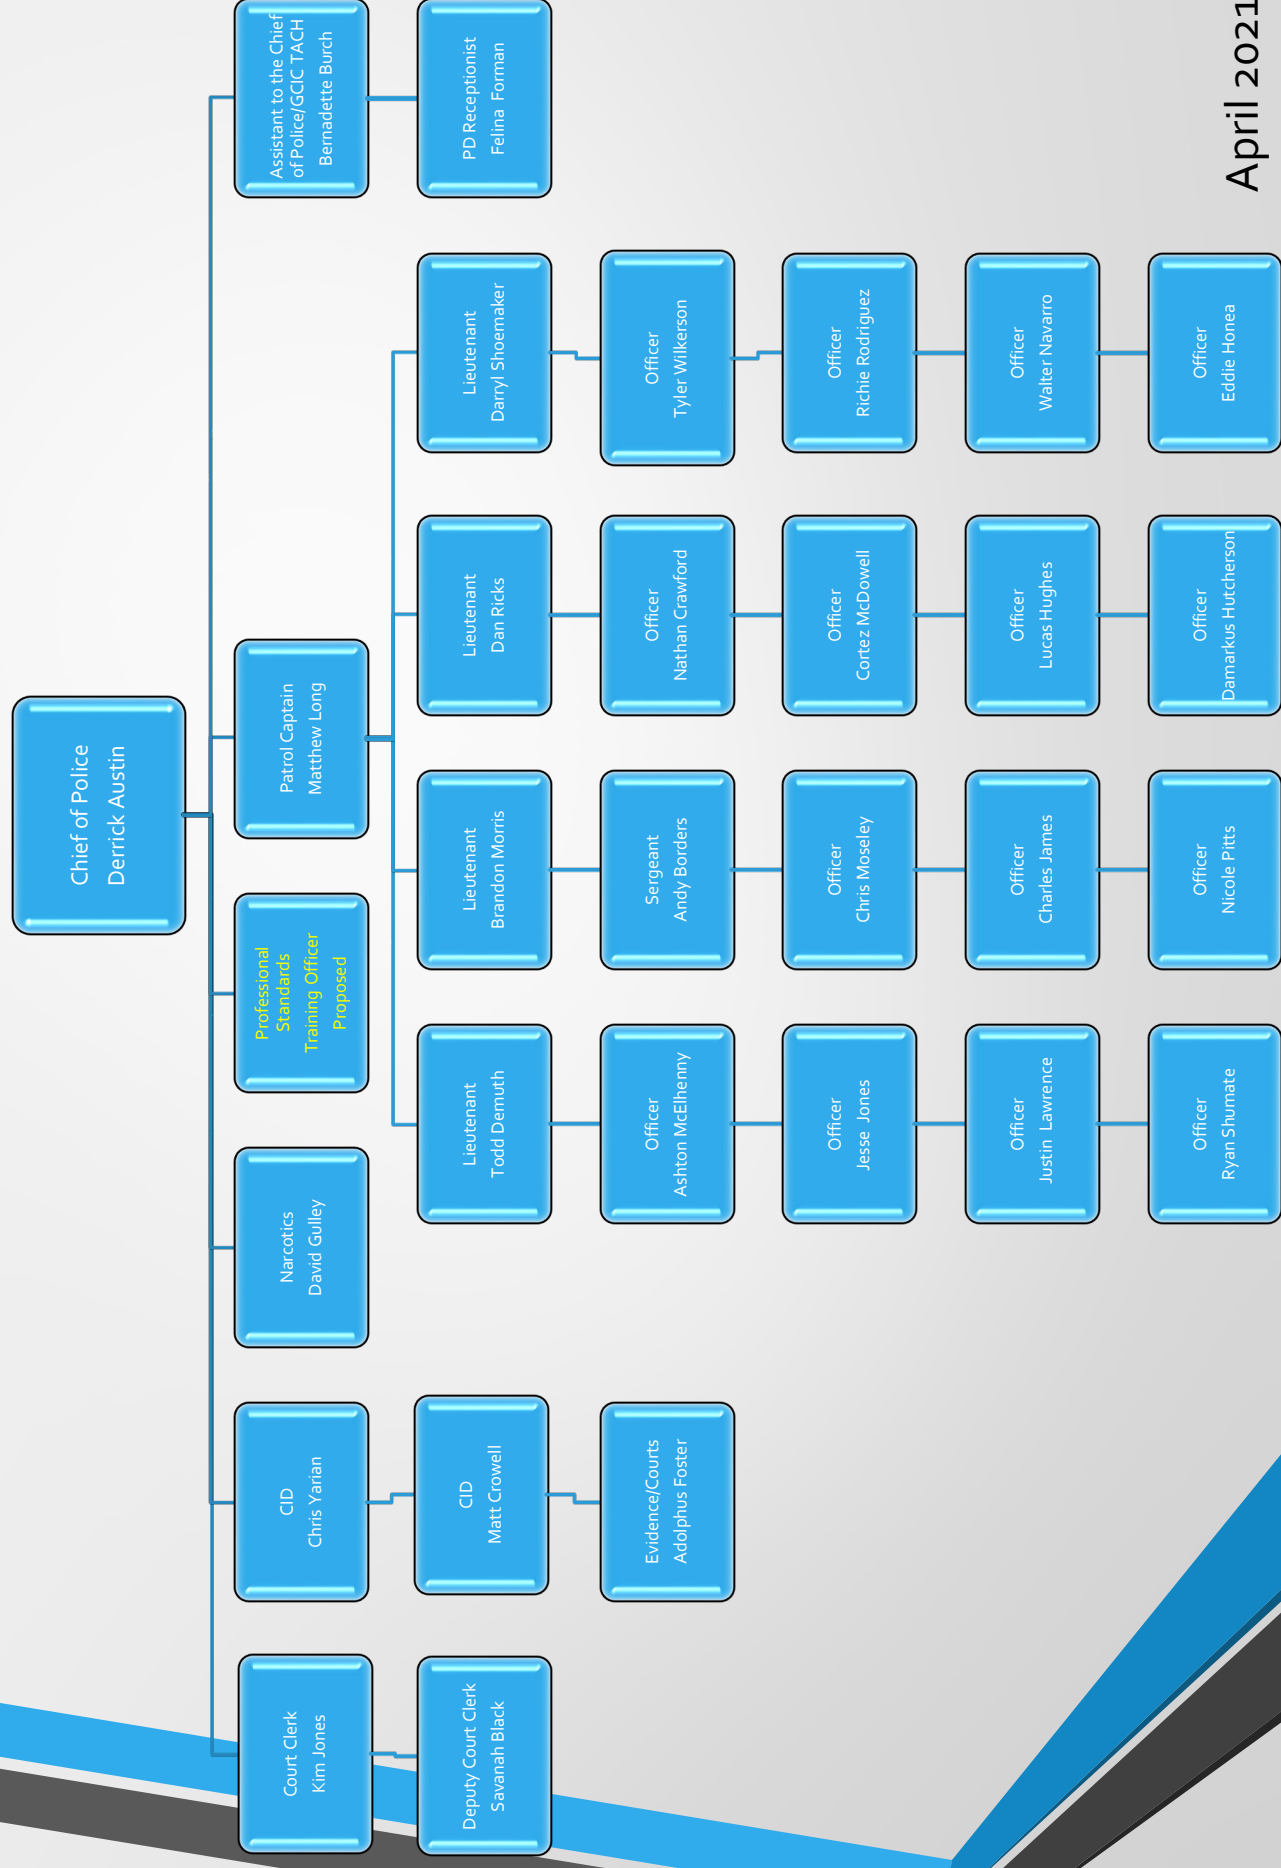 Chief of Police
Derrick Austin
Court Clerk
Kim Jones
CID
Chris Yarian
Narcotics
David Gulley
Professional
Standards
Training Officer
Proposed
Patrol Captain
Matthew Long
Assistant to the Chief
of Police/GCIC TACH
Bernadette Burch
Deputy Court Clerk
Savanah Black
CID
Matt Crowell
Lieutenant
Todd Demuth
Lieutenant
Brandon Morris
Lieutenant
Dan Ricks
Lieutenant
Darryl Shoemaker
PD Receptionist
Felina Forman
Evidence/Courts
Adolphus Foster
Officer
Ashton McElhenny
Sergeant
Andy Borders
Officer
Nathan Crawford
Officer
Tyler Wilkerson
Officer
Jesse Jones
Officer
Chris Moseley
Officer
Cortez McDowell
Officer
Richie Rodriguez
Officer
Justin Lawrence
Officer
Charles James
Officer
Lucas Hughes
Officer
Walter Navarro
Officer
Ryan Shumate
Officer
Nicole Pitts
Officer
Damarkus Hutcherson
Officer
Eddie Honea
April 2021